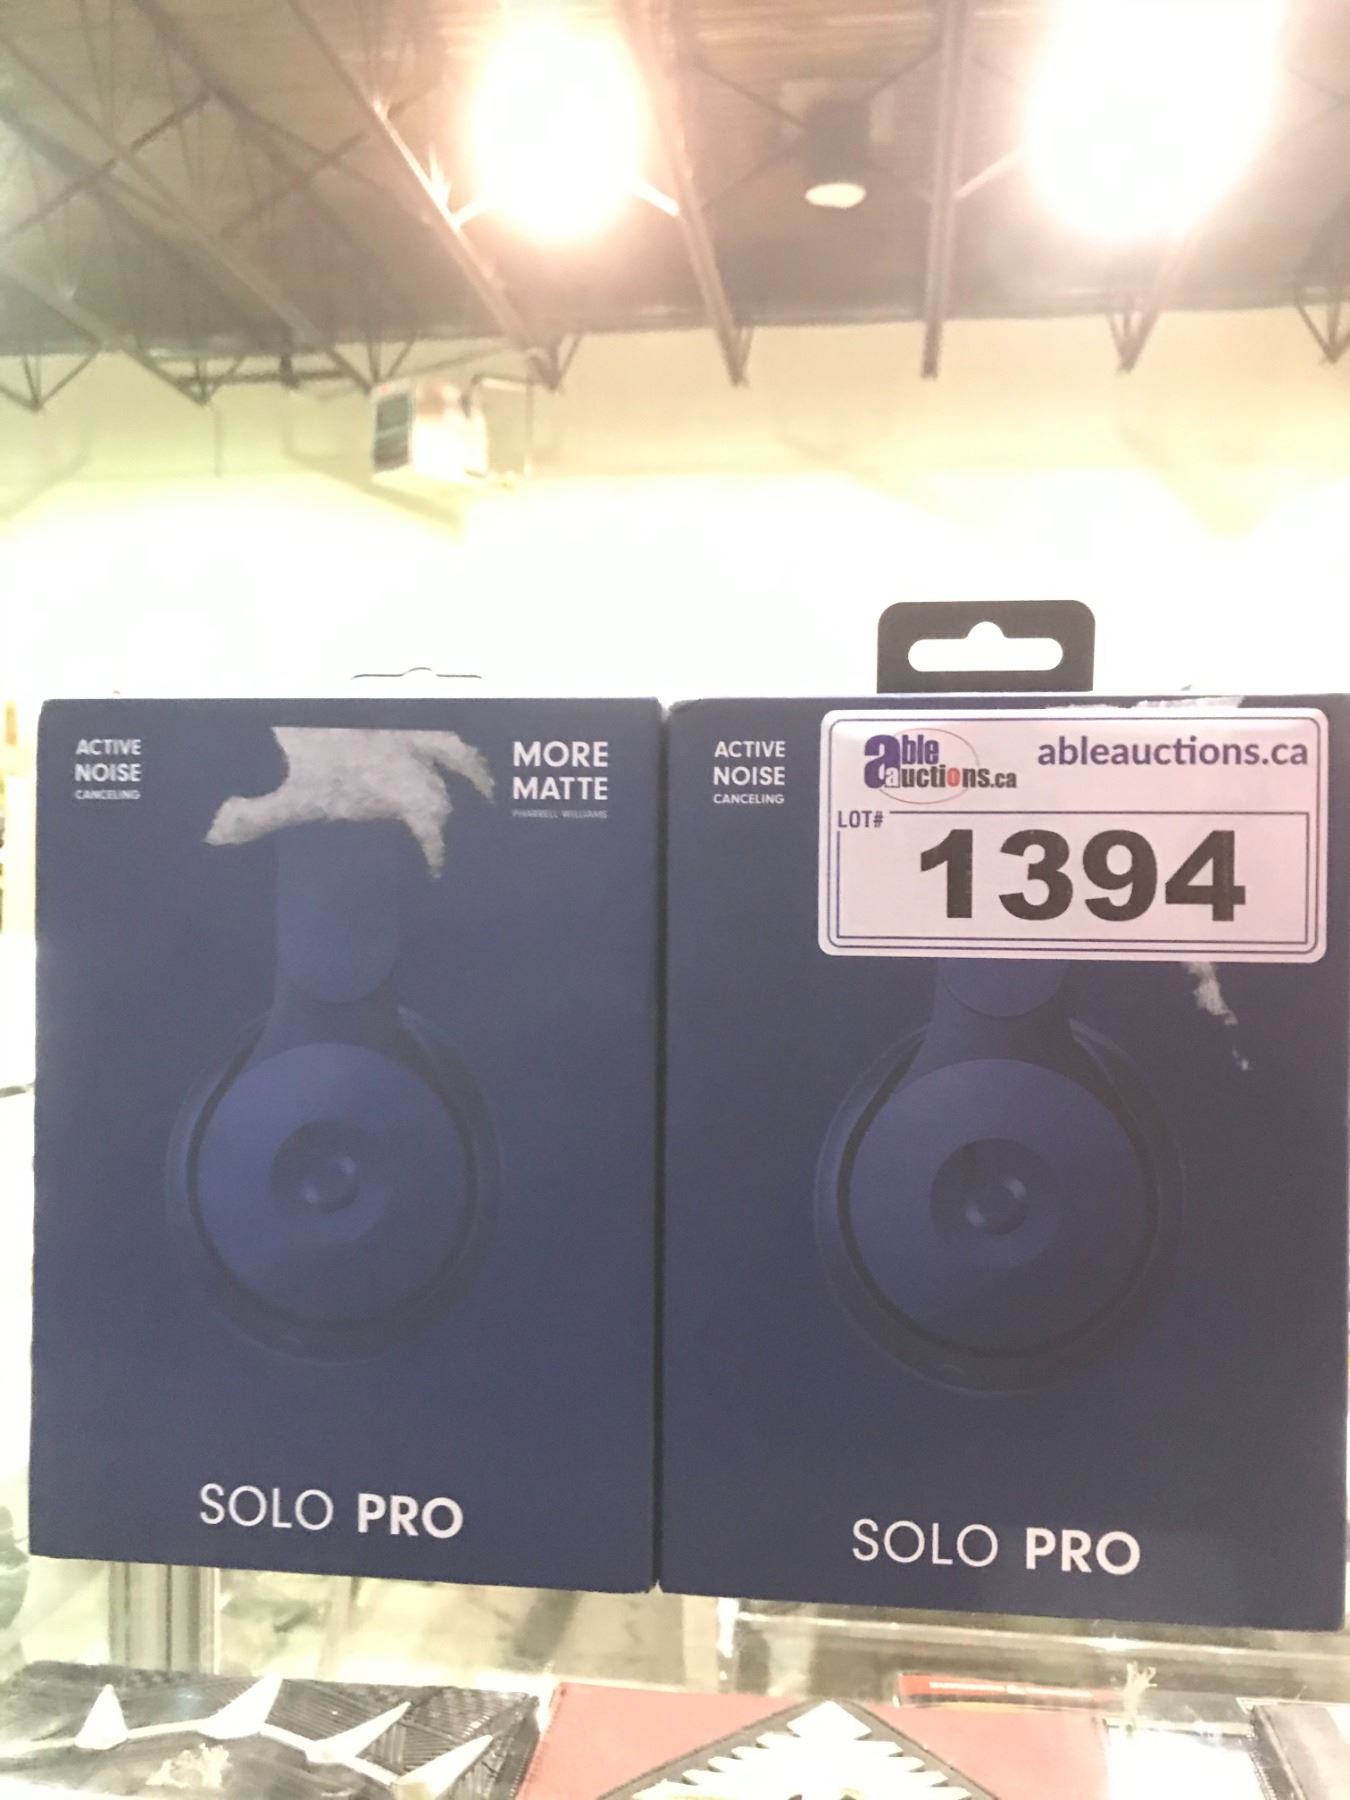 ACTIVE
NOISE
CANCELING
MORE
MATTE
PHARRELL WILLIAMS
SOLO PRO
ACTIVE
NOISE
CANCELING
able
auctions.ca
ableauctions.ca
LOT#
1394
SOLO PRO